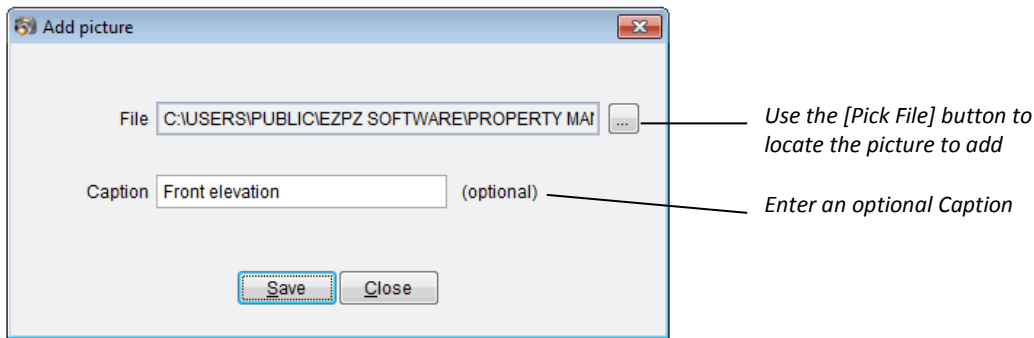 Add picture
File C:\USERS\PUBLIC\EZPZ SOFTWARE\PROPERTY MAI ...
Use the [Pick File] button to
locate the picture to add
Caption Front elevation (optional)
Enter an optional Caption
Save Close